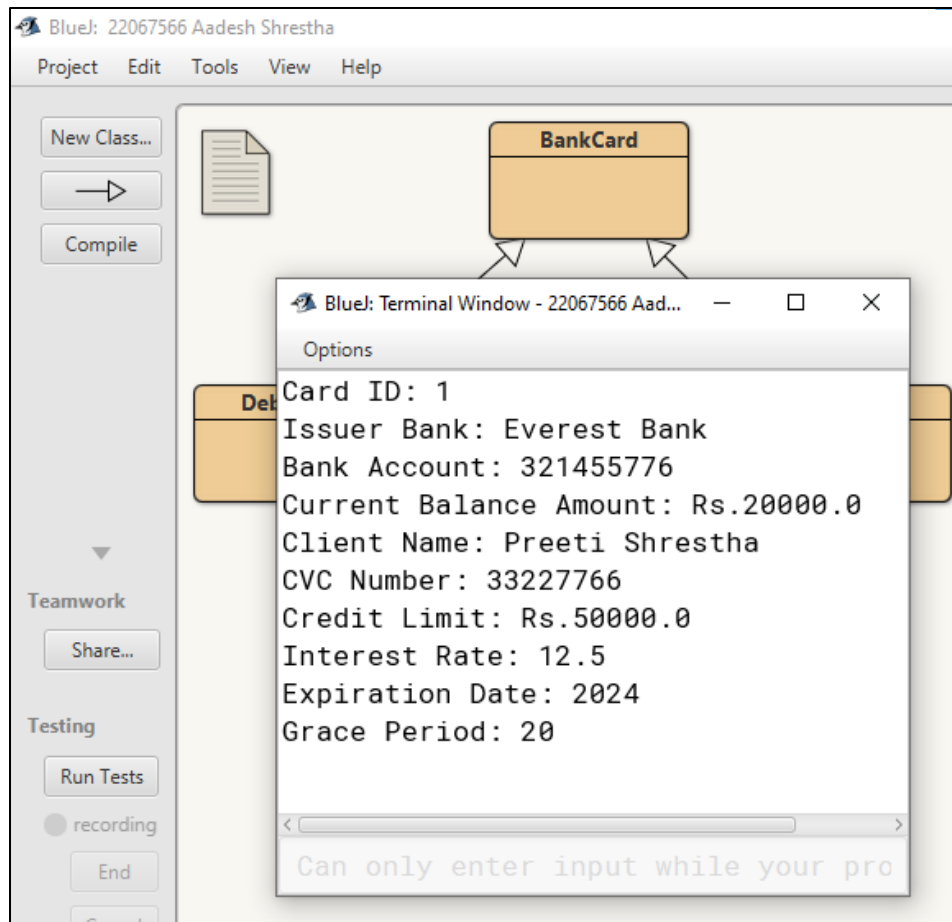 BlueJ: 22067566 Aadesh Shrestha
Project Edit Tools View Help
New Class...
Compile
BankCard
BlueJ: Terminal Window - 22067566 Aad...
Options
Deb
Card ID: 1
Issuer Bank: Everest Bank
Bank Account: 321455776
Current Balance Amount: Rs.20000.0
Client Name: Preeti Shrestha
CVC Number: 33227766
Credit Limit: Rs.50000.0
Interest Rate: 12.5
Expiration Date: 2024
Grace Period: 20
Can only enter input while your pro
Teamwork
Share...
Testing
Run Tests
recording
End